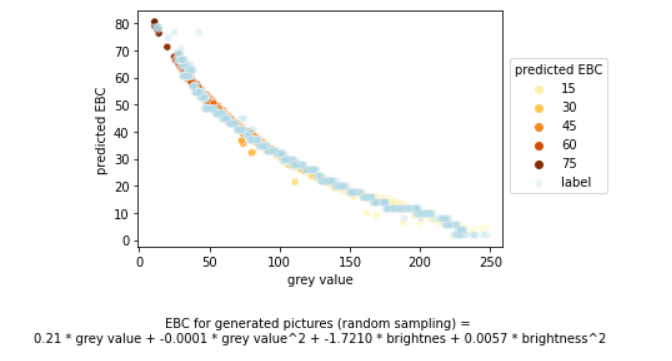 80
70
60
50
40
30
20
10
0
predicted EBC
0 50 100 150 200 250
grey value
predicted EBC
15
30
45
60
75
label
EBC for generated pictures (random sampling) =
0.21 * grey value + -0.0001 * grey value^2 + -1.7210 * brightnes + 0.0057 * brightness^2